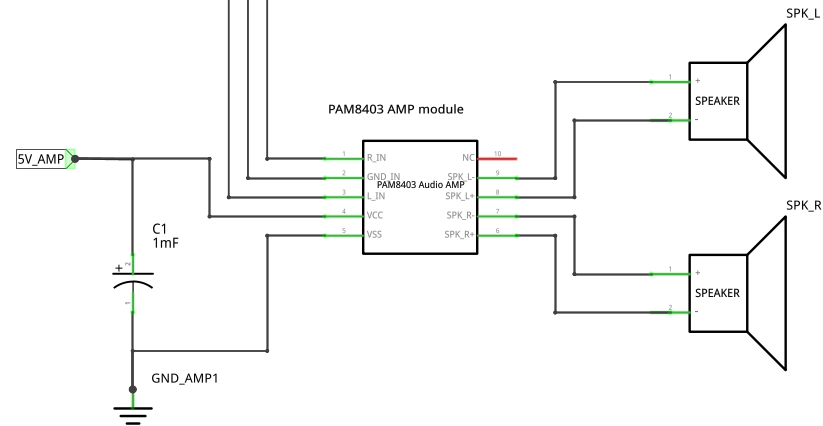 SPK_L
1
+
SPEAKER
2
-
PAM8403 AMP module
5V_AMP
1
R_IN
NC
10
2
GND_IN
SPK_L-
9
PAM8403 Audio AMP
3
L_IN
SPK_L+
8
4
VCC
SPK_R-
7
5
VSS
SPK_R+
6
SPK_R
1
+
SPEAKER
2
-
C1
1mF
+
2
1
GND_AMP1